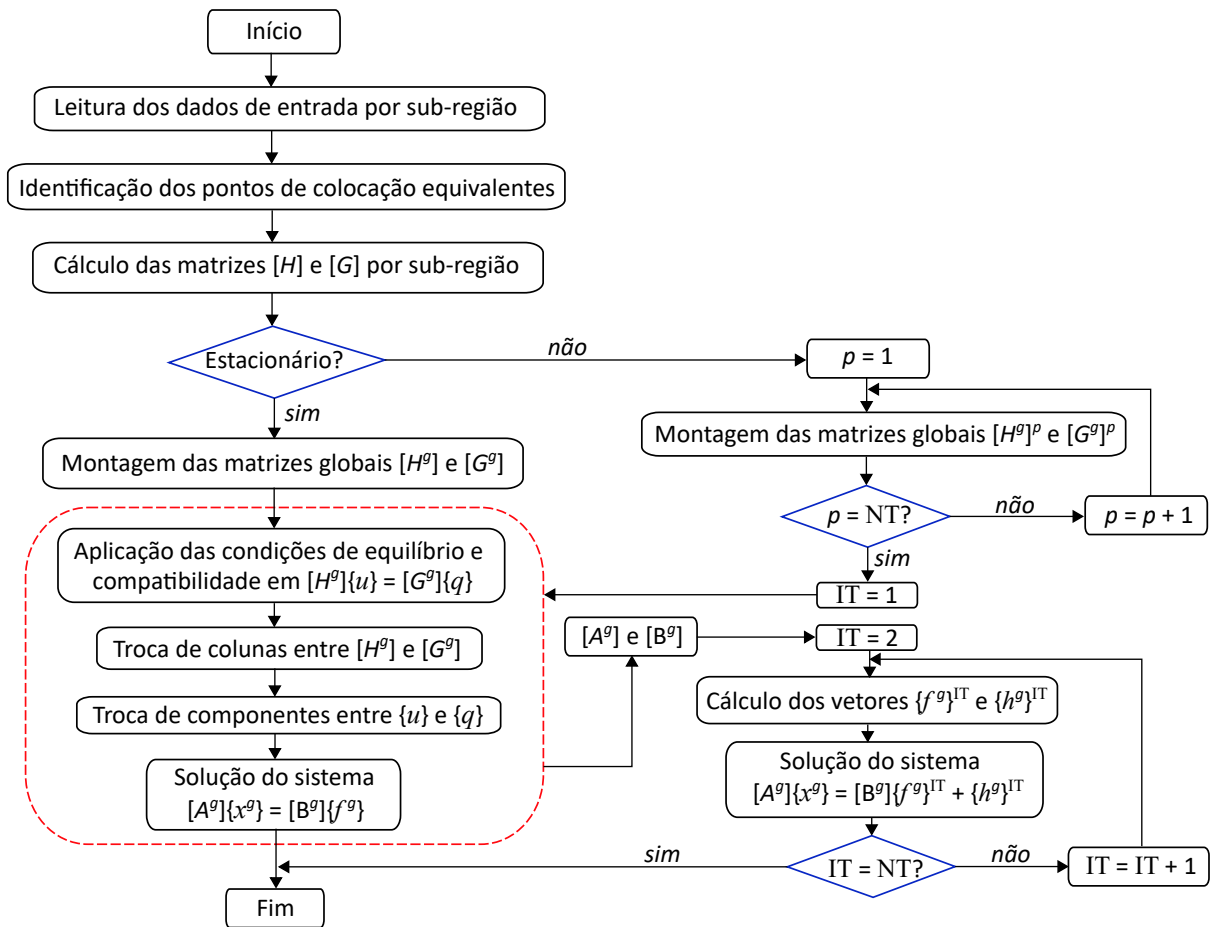 Início
Leitura dos dados de entrada por sub-região
Identificação dos pontos de colocação equivalentes
Cálculo das matrizes [H] e [G] por sub-região
Estacionário?
não
sim
p = 1
Montagem das matrizes globais [H^g]^p e [G^g]^p
p = NT?
não
p = p + 1
sim
IT = 1
Montagem das matrizes globais [H^g] e [G^g]
Aplicação das condições de equilíbrio e
compatibilidade em [H^g]{u} = [G^g]{q}
Troca de colunas entre [H^g] e [G^g]
Troca de componentes entre {u} e {q}
Solução do sistema
[A^g]{x^g} = [B^g]{f^g}
[A^g] e [B^g]
IT = 2
Cálculo dos vetores {f^g}^IT e {h^g}^IT
Solução do sistema
[A^g]{x^g} = [B^g]{f^g}^IT + {h^g}^IT
IT = NT?
não
IT = IT + 1
sim
Fim